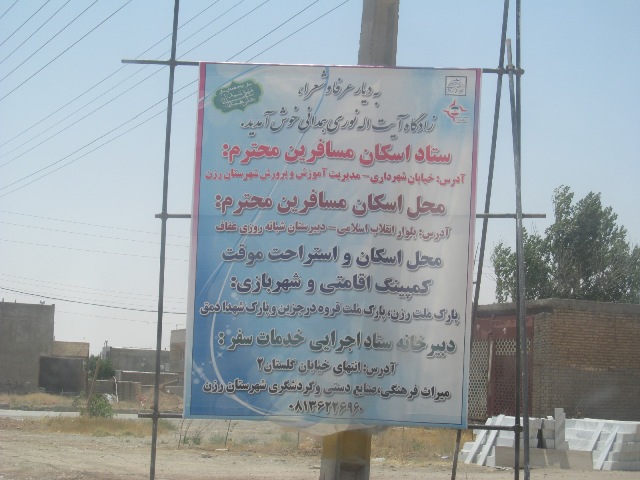 به دیار عرفا و شعرا،
زادگاه آیت اله نوری همدانی خوش آمدید.
ستاد اسکان مسافرین محترم:
آدرس: خیابان شهرداری - مدیریت آموزش و پرورش شهرستان رزن
محل اسکان مسافرین محترم:
آدرس: بلوار انقلاب اسلامی - دبیرستان شبانه روزی عفاف
محل اسکان و استراحت موقت
کمپینگ اقامتی و شهربازی:
پارک ملت رزن، پارک ملت قروه درجزین و پارک شهدا دمق
دبیرخانه ستاد اجرایی خدمات سفر:
آدرس: انتهای خیابان گلستان ۲
میراث فرهنگی، صنایع دستی و گردشگری شهرستان رزن
۰۸۱۳۶۲۲۶۹۶۰